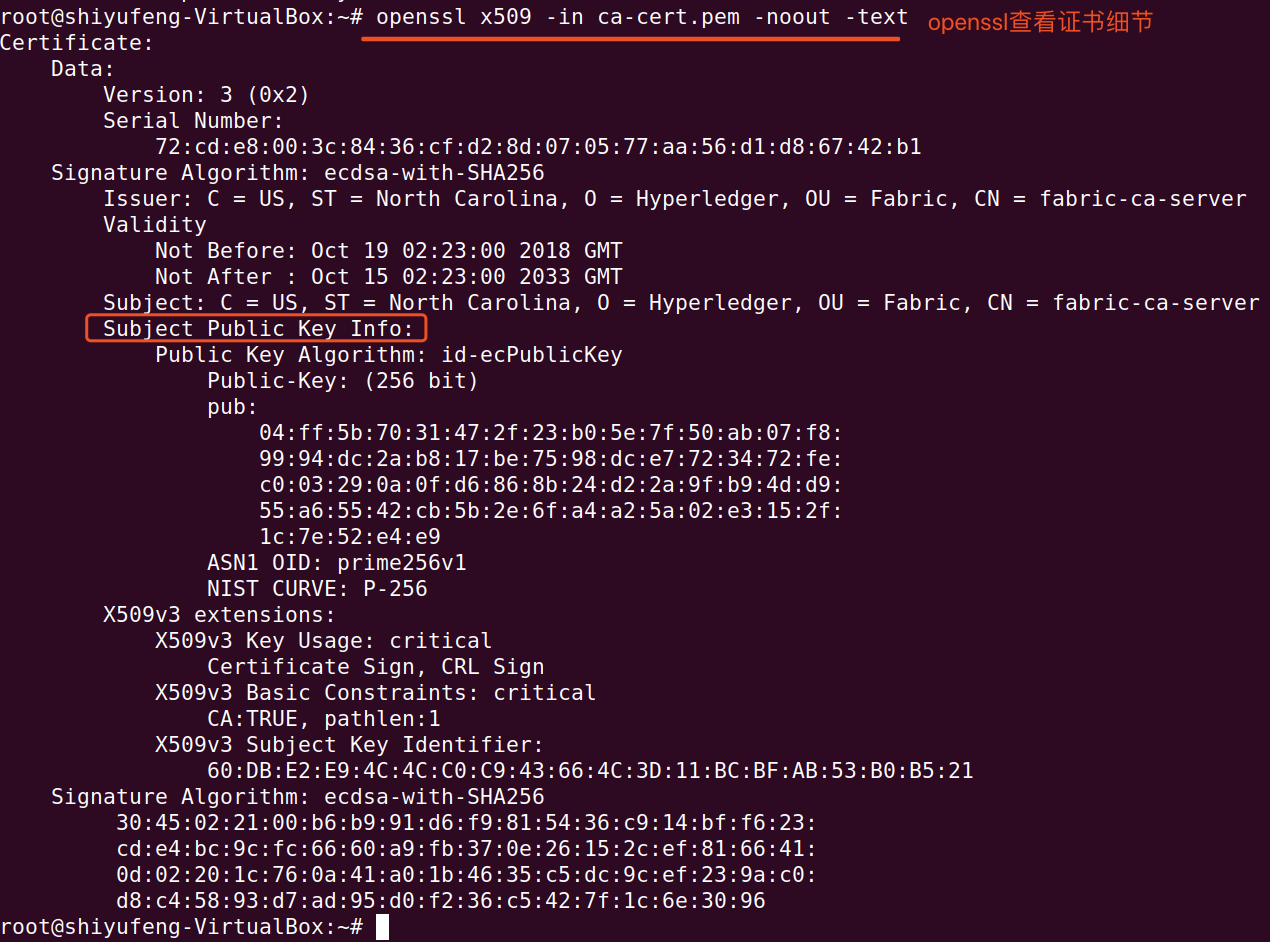 root@shiyufeng-VirtualBox:~# openssl x509 -in ca-cert.pem -noout -text openssl查看证书细节
Certificate:
    Data:
        Version: 3 (0x2)
        Serial Number:
            72:cd:e8:00:3c:84:36:cf:d2:8d:07:05:77:aa:56:d1:d8:67:42:b1
    Signature Algorithm: ecdsa-with-SHA256
        Issuer: C = US, ST = North Carolina, O = Hyperledger, OU = Fabric, CN = fabric-ca-server
        Validity
            Not Before: Oct 19 02:23:00 2018 GMT
            Not After : Oct 15 02:23:00 2033 GMT
        Subject: C = US, ST = North Carolina, O = Hyperledger, OU = Fabric, CN = fabric-ca-server
        Subject Public Key Info:
            Public Key Algorithm: id-ecPublicKey
                Public-Key: (256 bit)
                pub:
                    04:ff:5b:70:31:47:2f:23:b0:5e:7f:50:ab:07:f8:
                    99:94:dc:2a:b8:17:be:75:98:dc:e7:72:34:72:fe:
                    c0:03:29:0a:0f:d6:86:8b:24:d2:2a:9f:b9:4d:d9:
                    55:a6:55:42:cb:5b:2e:6f:a4:a2:5a:02:e3:15:2f:
                    1c:7e:52:e4:e9
                ASN1 OID: prime256v1
                NIST CURVE: P-256
        X509v3 extensions:
            X509v3 Key Usage: critical
                Certificate Sign, CRL Sign
            X509v3 Basic Constraints: critical
                CA:TRUE, pathlen:1
            X509v3 Subject Key Identifier:
                60:DB:E2:E9:4C:4C:C0:C9:43:66:4C:3D:11:BC:BF:AB:53:B0:B5:21
    Signature Algorithm: ecdsa-with-SHA256
         30:45:02:21:00:b6:b9:91:d6:f9:81:54:36:c9:14:bf:f6:23:
         cd:e4:bc:9c:fc:66:60:a9:fb:37:0e:26:15:2c:ef:81:66:41:
         0d:02:20:1c:76:0a:41:a0:1b:46:35:c5:dc:9c:ef:23:9a:c0:
         d8:c4:58:93:d7:ad:95:d0:f2:36:c5:42:7f:1c:6e:30:96
root@shiyufeng-VirtualBox:~#